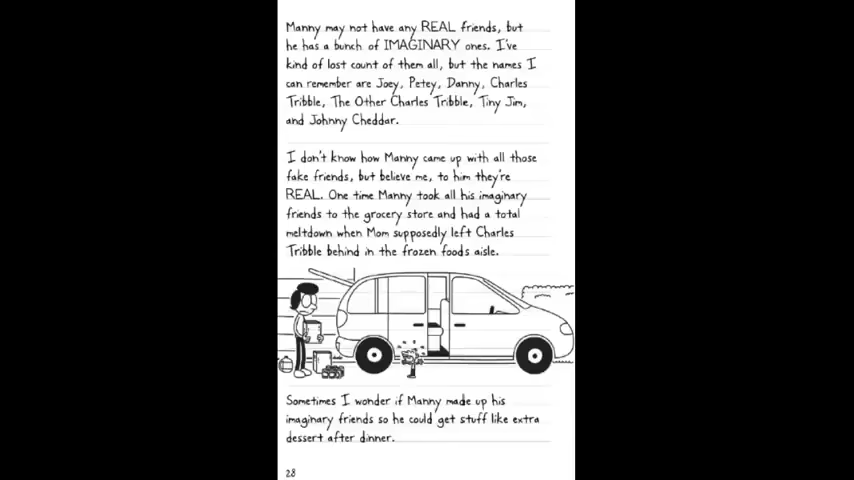 Manny may not have any REAL friends, but
he has a bunch of IMAGINARY ones. I've
kind of lost count of them all, but the names I
can remember are Joey, Petey, Danny, Charles
Tribble, The Other Charles Tribble, Tiny Jim,
and Johnny Cheddar.
I don't know how Manny came up with all those
fake friends, but believe me, to him they're
REAL. One time Manny took all his imaginary
friends to the grocery store and had a total
meltdown when Mom supposedly left Charles
Tribble behind in the frozen foods aisle.
Sometimes I wonder if Manny made up his
imaginary friends so he could get stuff like extra
dessert after dinner.
28